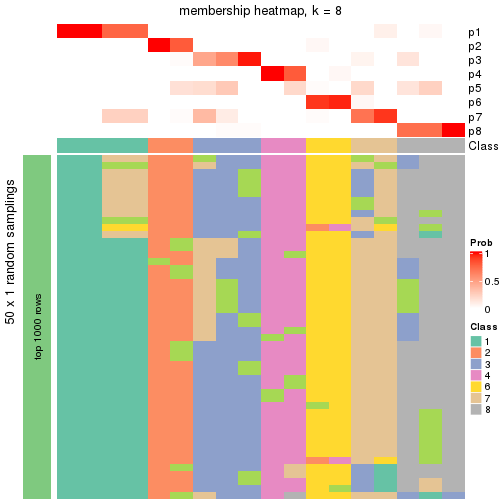 membership heatmap, k = 8
p1
p2
p3
p4
p5
p6
p7
p8
Class
50 x 1 random samplings
top 1000 rows
Prob
1
0.5
0
Class
1
2
3
4
6
7
8